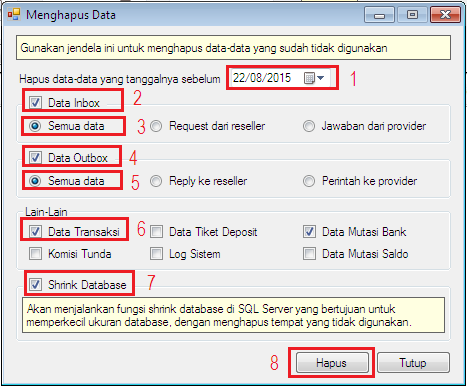 Menghapus Data
Gunakan jendela ini untuk menghapus data-data yang sudah tidak digunakan
Hapus data-data yang tanggalnya sebelum 22/08/2015 1
Data Inbox 2
Semua data 3 Request dari reseller Jawaban dari provider
Data Outbox 4
Semua data 5 Reply ke reseller Perintah ke provider
Lain-Lain
Data Transaksi 6 Data Tiket Deposit Data Mutasi Bank
Komisi Tunda Log Sistem Data Mutasi Saldo
Shrink Database 7
Akan menjalankan fungsi shrink database di SQL Server yang bertujuan untuk
memperkecil ukuran database, dengan menghapus tempat yang tidak digunakan.
8 Hapus Tutup